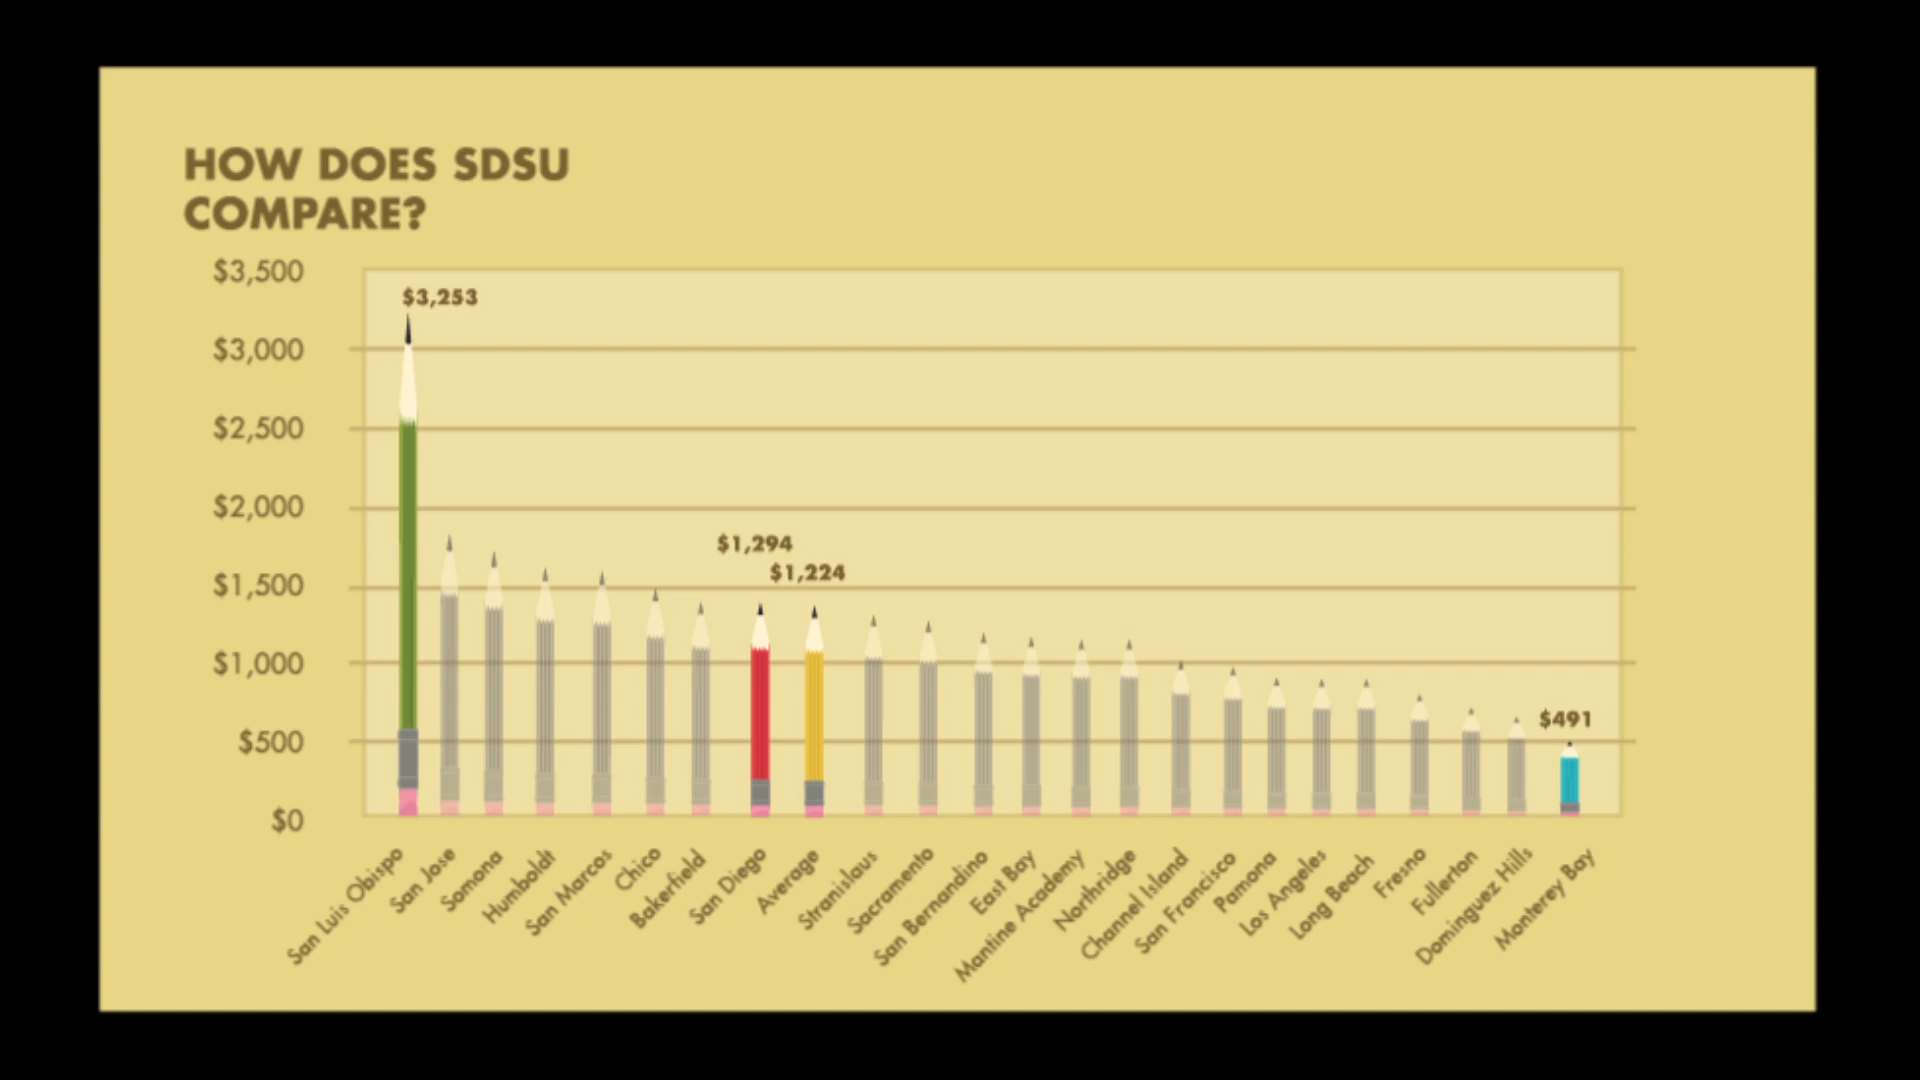 HOW DOES SDSU
COMPARE?
$3,500
$3,253
$3,000
$2,500
$2,000
$1,294
$1,224
$1,500
$1,000
$500
$491
$0
San Luis Obispo
San Jose
Somona
Humboldt
San Marcos
Chico
Bakerfield
San Diego
Average
Stranislaus
Sacramento
San Bernandino
East Bay
Mantine Academy
Northridge
Channel Island
San Francisco
Pamona
Los Angeles
Long Beach
Fresno
Fullerton
Dominguez Hills
Monterey Bay